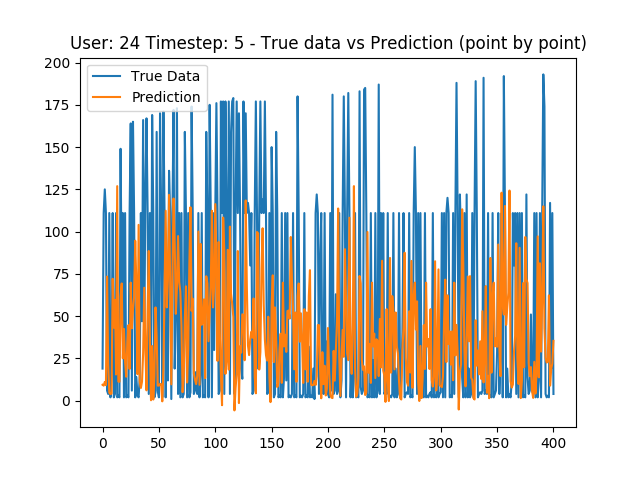 User: 24 Timestep: 5 - True data vs Prediction (point by point)
True Data
Prediction
200
175
150
125
100
75
50
25
0
0 50 100 150 200 250 300 350 400